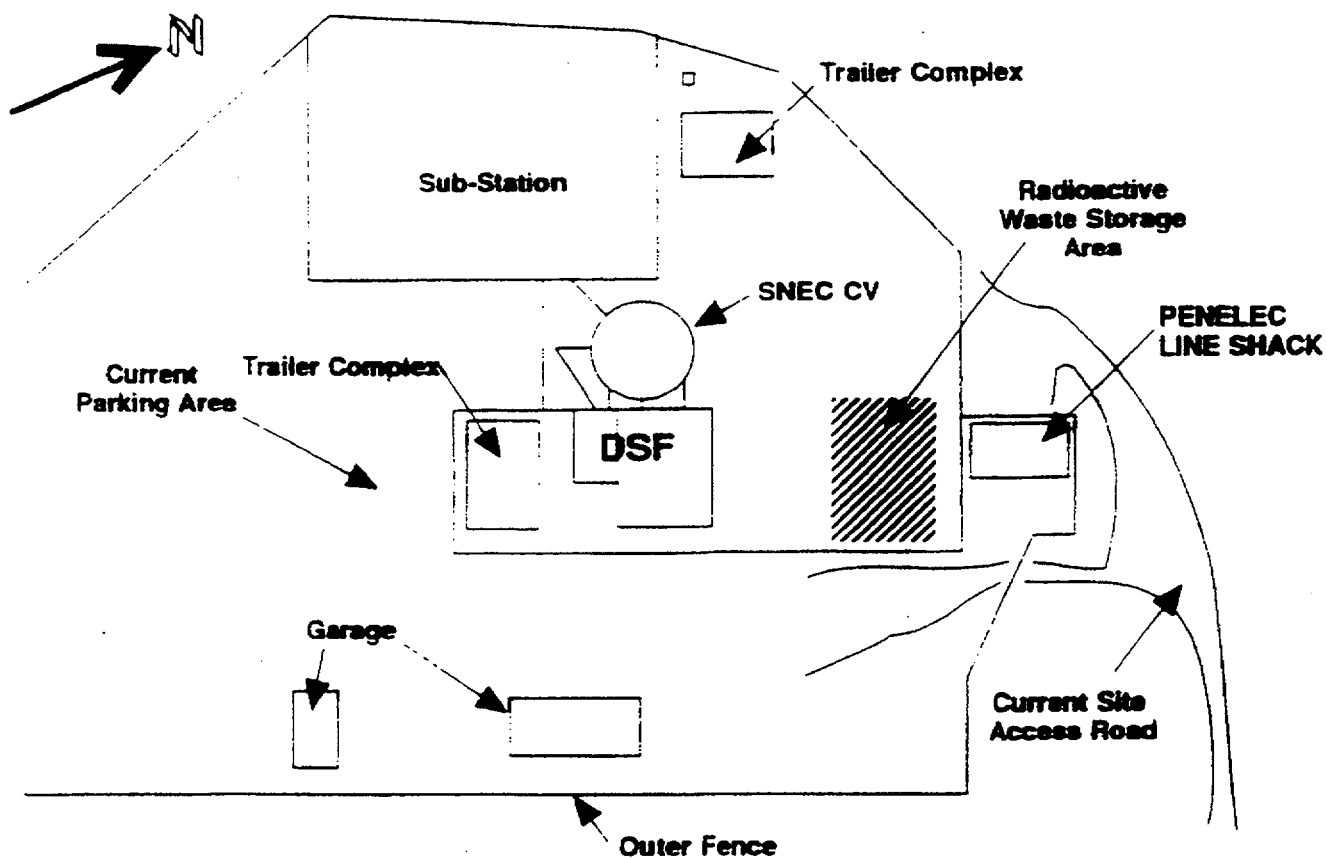 N
Trailer Complex
Sub-Station
Radioactive
Waste Storage
Area
SNEC CV
PENELEC
LINE SHACK
Current
Parking Area
Trailer Complex
DSF
Garage
Current Site
Access Road
Outer Fence